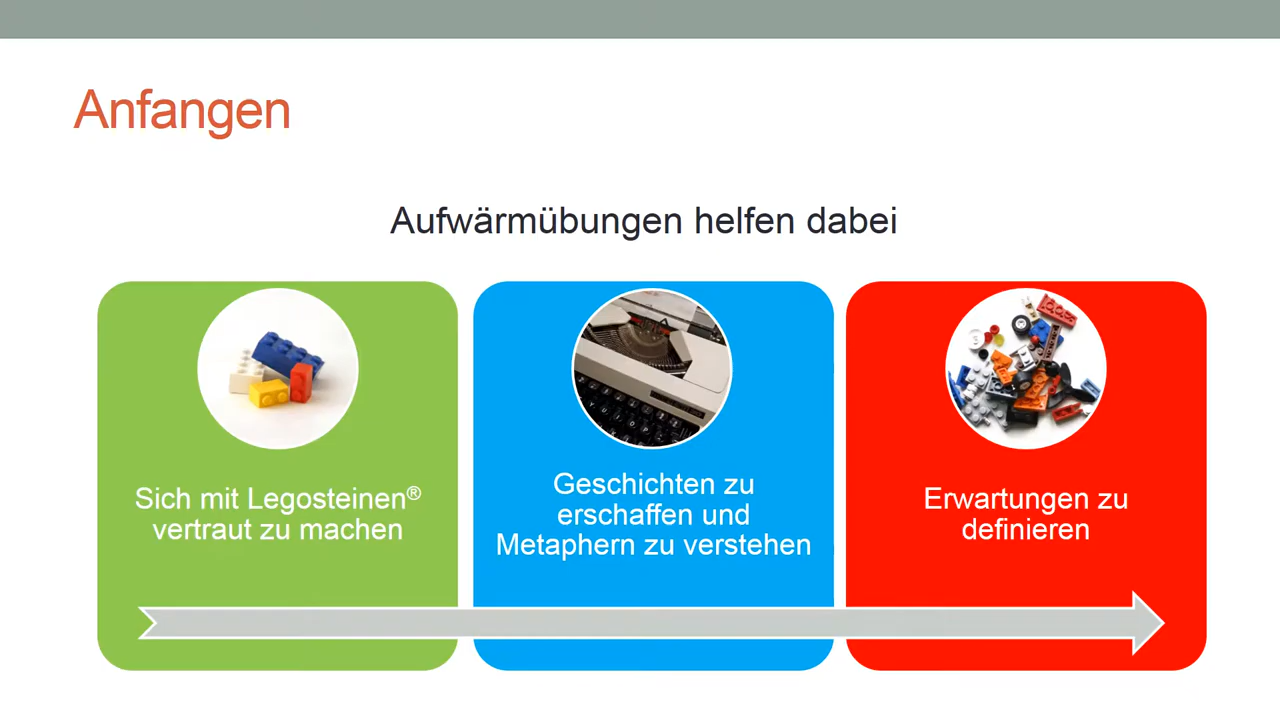 Anfangen
Aufwärmübungen helfen dabei
Sich mit Legosteinen®
vertraut zu machen
Geschichten zu
erschaffen und
Metaphern zu verstehen
Erwartungen zu
definieren